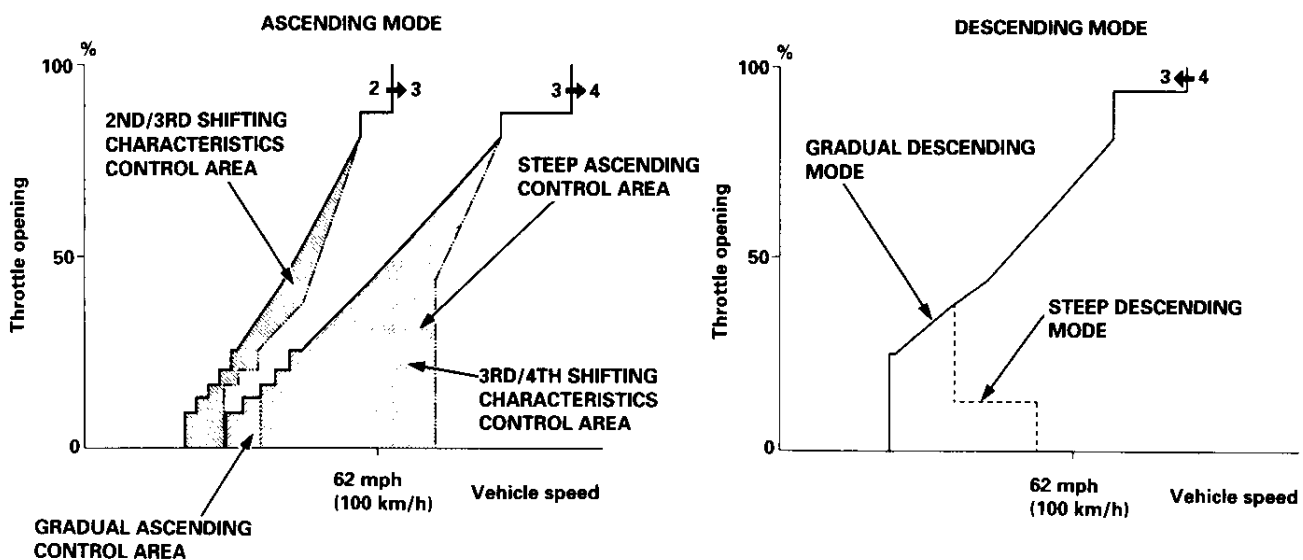 ASCENDING MODE
%
100
2 → 3
3 → 4
2ND/3RD SHIFTING
CHARACTERISTICS
CONTROL AREA
STEEP ASCENDING
CONTROL AREA
Throttle opening
50
3RD/4TH SHIFTING
CHARACTERISTICS
CONTROL AREA
0
62 mph
(100 km/h)
Vehicle speed
GRADUAL ASCENDING
CONTROL AREA
DESCENDING MODE
%
100
3 ← 4
GRADUAL DESCENDING
MODE
Throttle opening
50
STEEP DESCENDING
MODE
0
62 mph
(100 km/h)
Vehicle speed